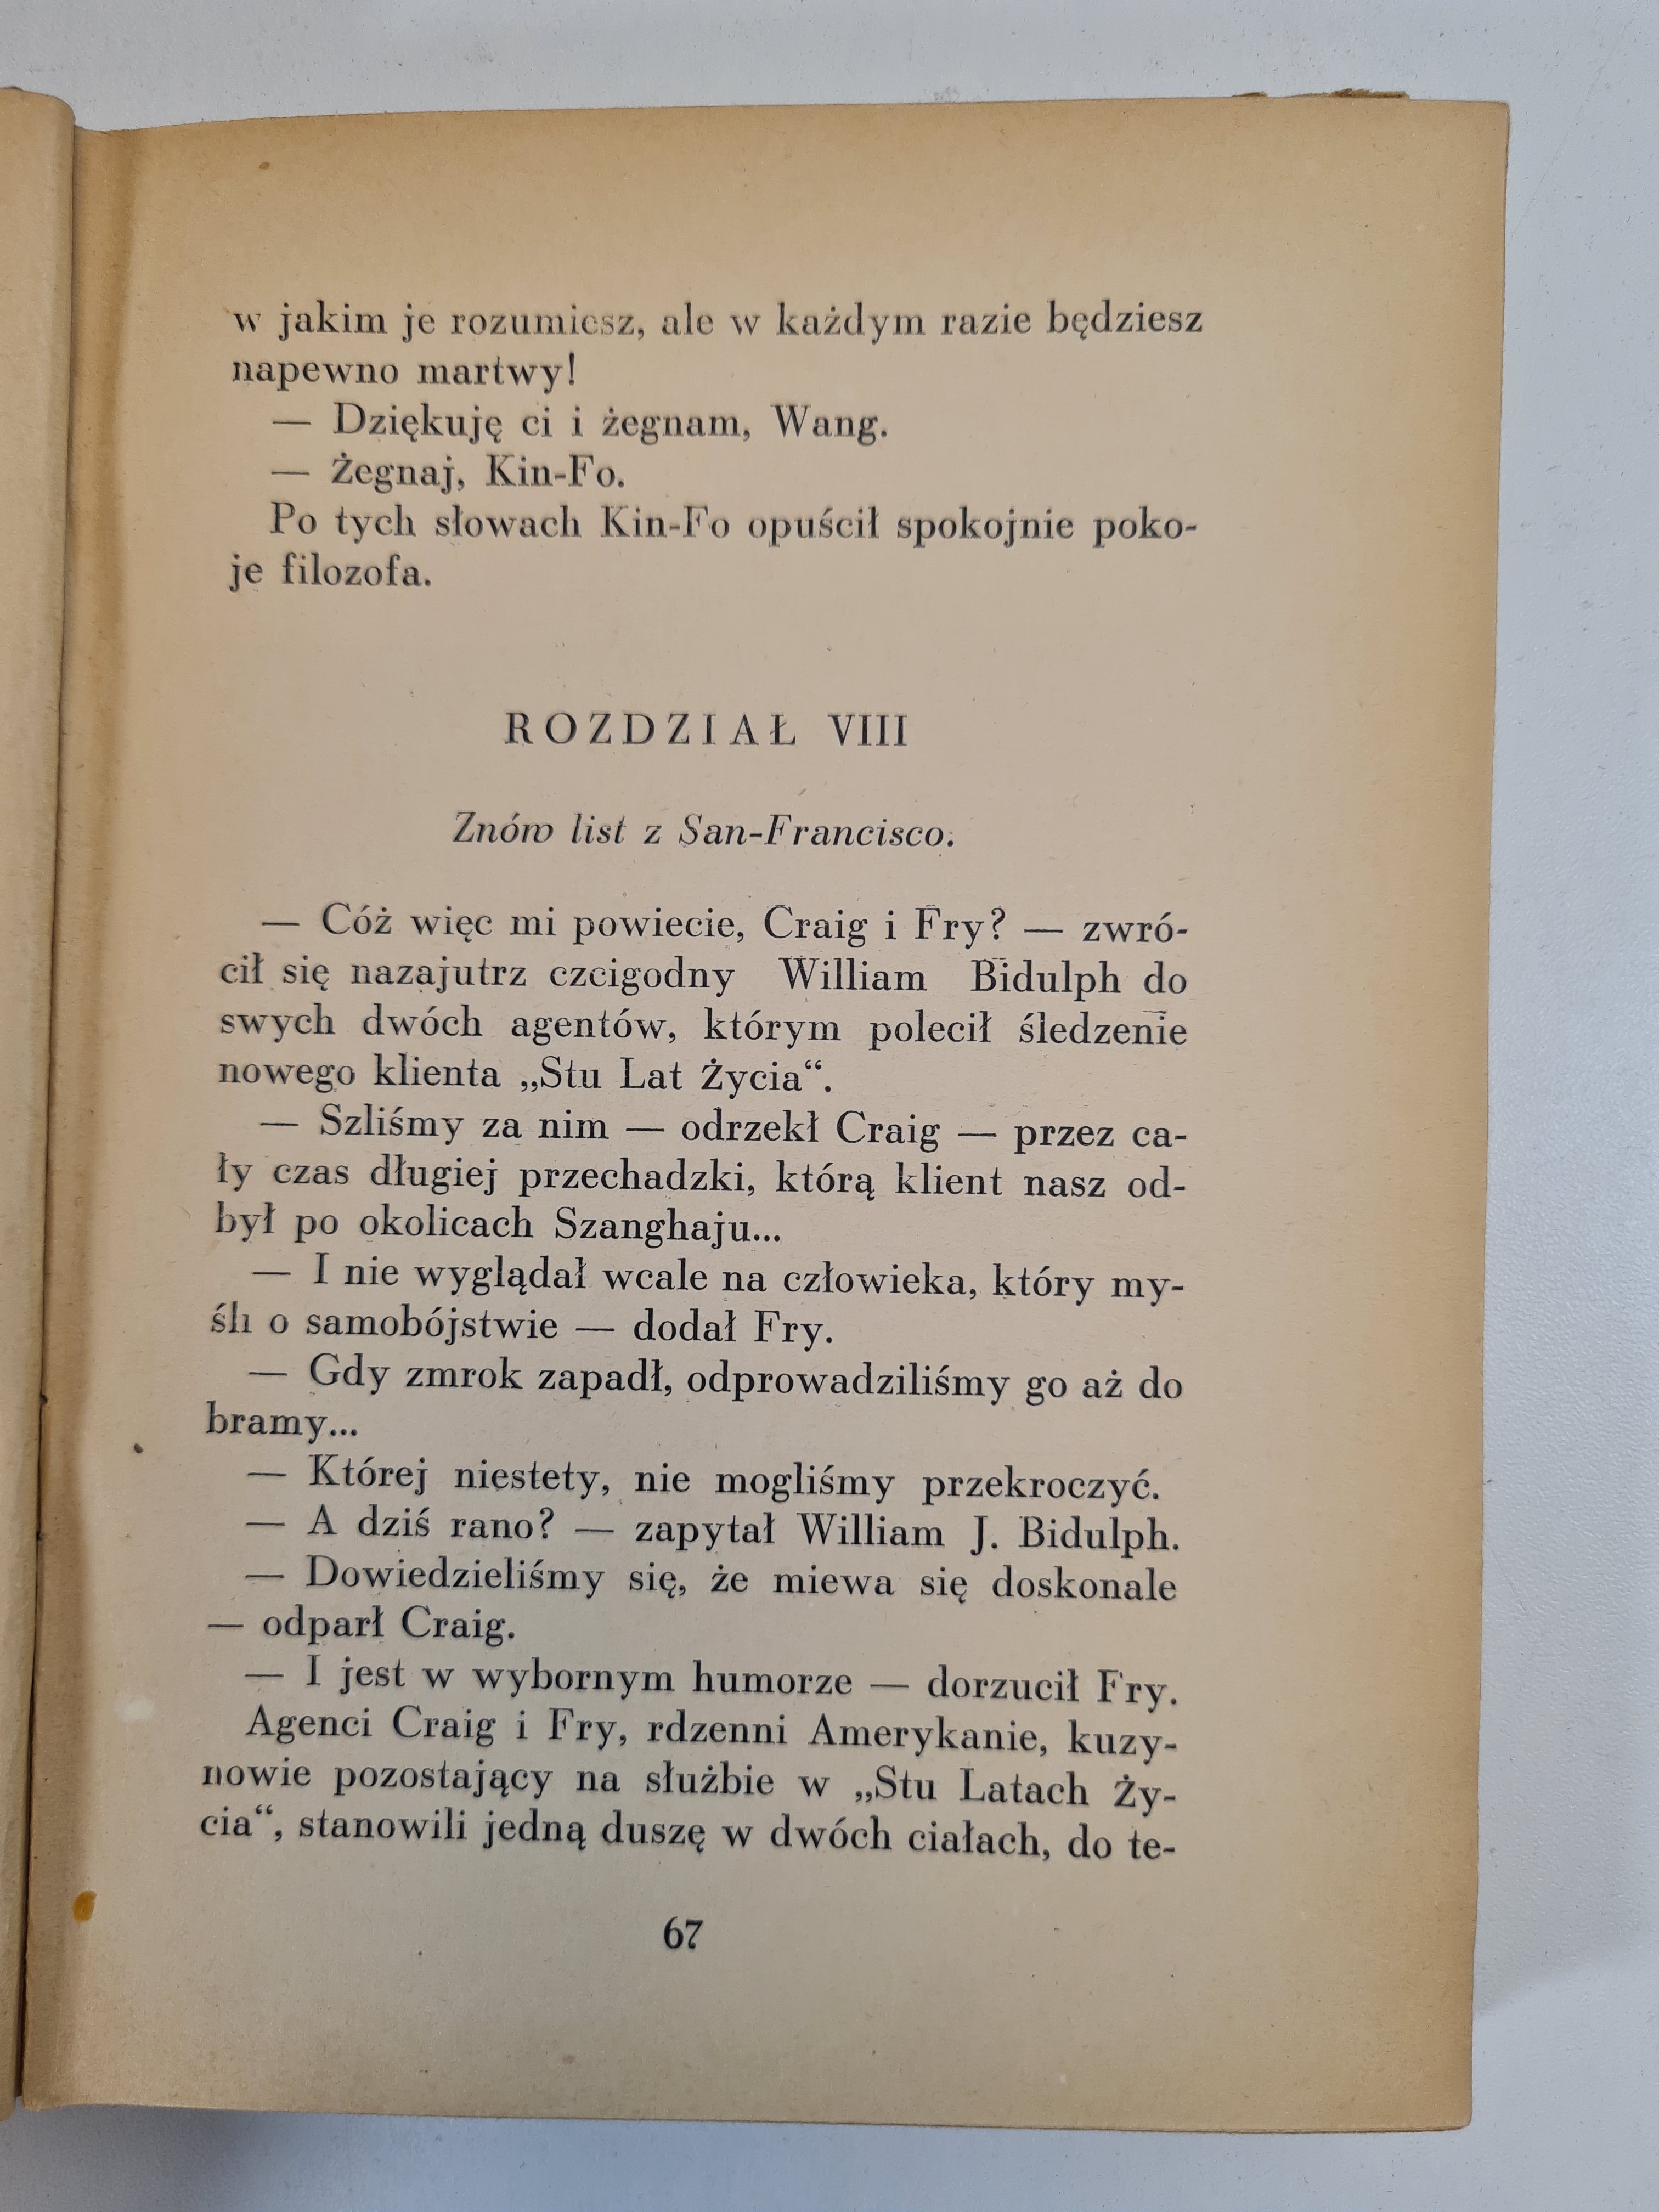 w jakim je rozumiesz, ale w każdym razie będziesz
napewno martwy!
— Dziękuję ci i żegnam, Wang.
— Żegnaj, Kin-Fo.
Po tych słowach Kin-Fo opuścił spokojnie poko-
je filozofa.
ROZDZIAŁ VIII
Znów list z San-Francisco.
— Cóż więc mi powiecie, Craig i Fry? — zwró-
cił się nazajutrz czcigodny William Bidulph do
swych dwóch agentów, którym polecił śledzenie
nowego klienta „Stu Lat Życia“.
— Szliśmy za nim — odrzekł Craig — przez ca-
ły czas długiej przechadzki, którą klient nasz od-
był po okolicach Szanghaju...
— I nie wyglądał wcale na człowieka, który my-
śli o samobójstwie — dodał Fry.
— Gdy zmrok zapadł, odprowadziliśmy go aż do
bramy...
— Której niestety, nie mogliśmy przekroczyć.
— A dziś rano? — zapytał William J. Bidulph.
— Dowiedzieliśmy się, że miewa się doskonale
— odparł Craig.
— I jest w wybornym humorze — dorzucił Fry.
Agenci Craig i Fry, rdzenni Amerykanie, kuzy-
nowie pozostający na służbie w „Stu Latach Ży-
cia“, stanowili jedną duszę w dwóch ciałach, do te-
67